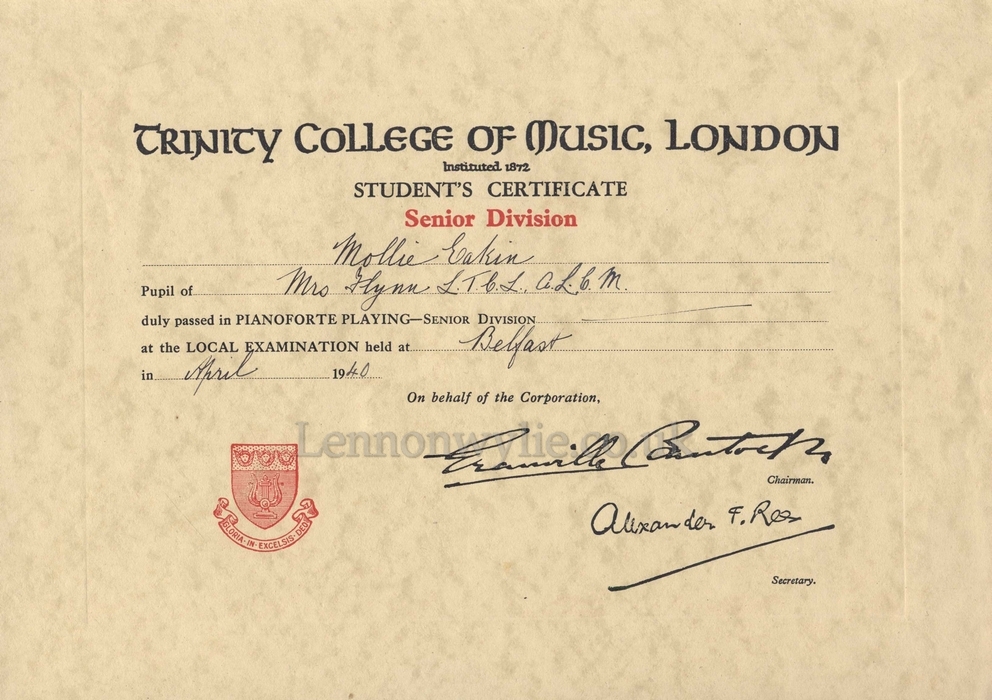 TRINITY COLLEGE OF MUSIC, LONDON
Instituted 1872
STUDENT'S CERTIFICATE
Senior Division
Mollie Eakin
Pupil of Mrs Flynn L.T.C.L., A.L.C.M.
duly passed in PIANOFORTE PLAYING—SENIOR DIVISION
at the LOCAL EXAMINATION held at Belfast
in April 1940
On behalf of the Corporation,
Lennonwylie.co.uk
Granville Bantock
Chairman.
GLORIA·IN·EXCELSIS·DEO
Alexander F. Rees
Secretary.